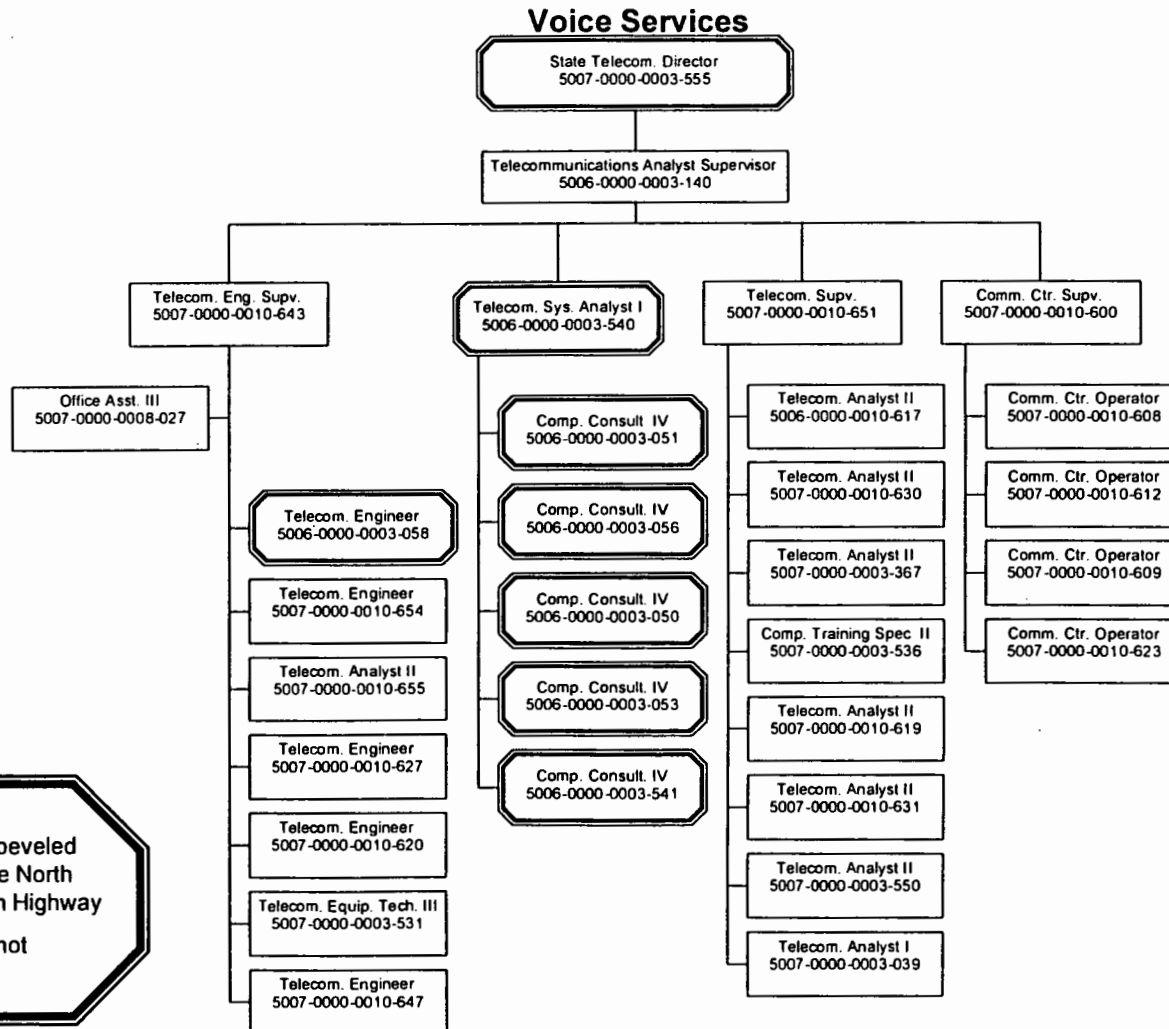 Voice Services
State Telecom. Director
5007-0000-0003-555
Telecommunications Analyst Supervisor
5006-0000-0003-140
Telecom. Eng. Supv.
5007-0000-0010-643
Telecom. Sys. Analyst I
5006-0000-0003-540
Telecom. Supv.
5007-0000-0010-651
Comm. Ctr. Supv.
5007-0000-0010-600
Office Asst. III
5007-0000-0008-027
Telecom. Engineer
5006-0000-0003-058
Telecom. Engineer
5007-0000-0010-654
Telecom. Analyst II
5007-0000-0010-655
Telecom. Engineer
5007-0000-0010-627
Telecom. Engineer
5007-0000-0010-620
Telecom. Equip. Tech. III
5007-0000-0003-531
Telecom. Engineer
5007-0000-0010-647
Comp. Consult. IV
5006-0000-0003-051
Comp. Consult. IV
5006-0000-0003-056
Comp. Consult. IV
5006-0000-0003-050
Comp. Consult. IV
5006-0000-0003-053
Comp. Consult. IV
5006-0000-0003-541
Telecom. Analyst II
5006-0000-0010-617
Telecom. Analyst II
5007-0000-0010-630
Telecom. Analyst II
5007-0000-0003-367
Comp. Training Spec II
5007-0000-0003-536
Telecom. Analyst II
5007-0000-0010-619
Telecom. Analyst II
5007-0000-0010-631
Telecom. Analyst II
5007-0000-0003-550
Telecom. Analyst I
5007-0000-0003-039
Comm. Ctr. Operator
5007-0000-0010-608
Comm. Ctr. Operator
5007-0000-0010-612
Comm. Ctr. Operator
5007-0000-0010-609
Comm. Ctr. Operator
5007-0000-0010-623
beveled
North
Highway
not